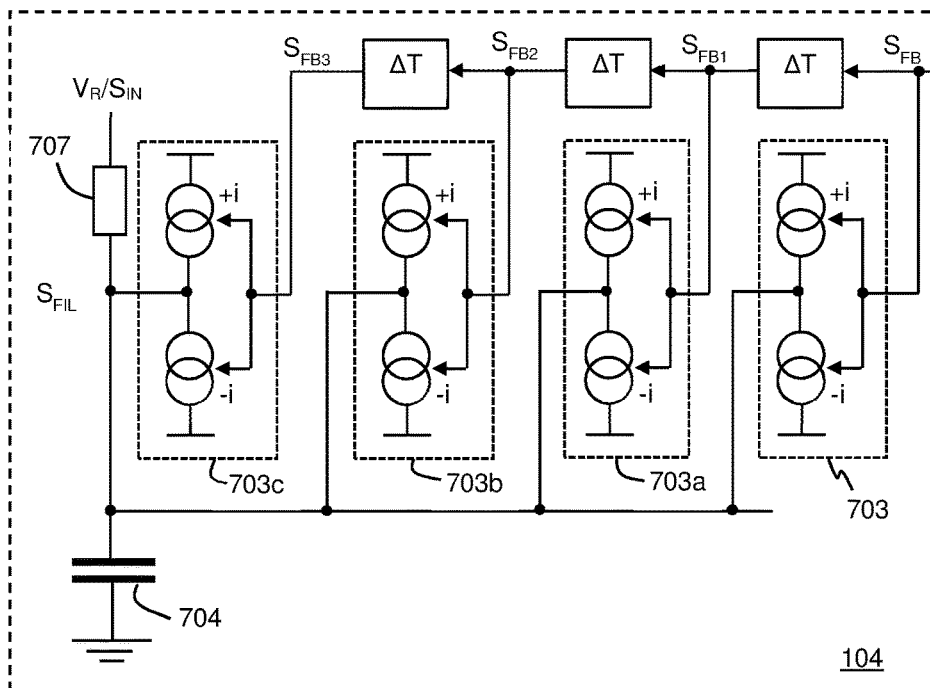 S_FB3 ΔT S_FB2 ΔT S_FB1 ΔT S_FB
V_R/S_IN
707
+i +i +i +i
S_FIL
-i -i -i -i
703c 703b 703a 703
704
104